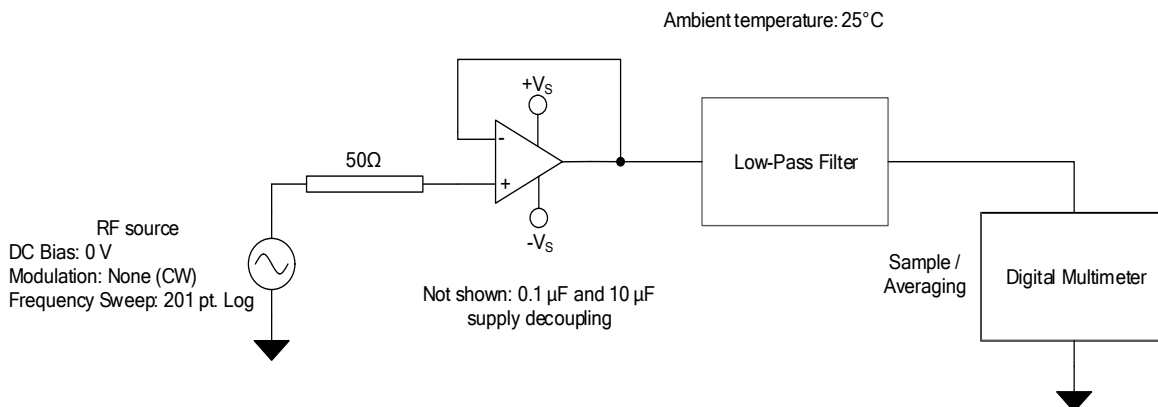 Ambient temperature: 25°C
+VS
-
50Ω
+
Low-Pass Filter
-VS
RF source
DC Bias: 0 V
Modulation: None (CW)
Frequency Sweep: 201 pt. Log
Not shown: 0.1 µF and 10 µF
supply decoupling
Sample /
Averaging
Digital Multimeter